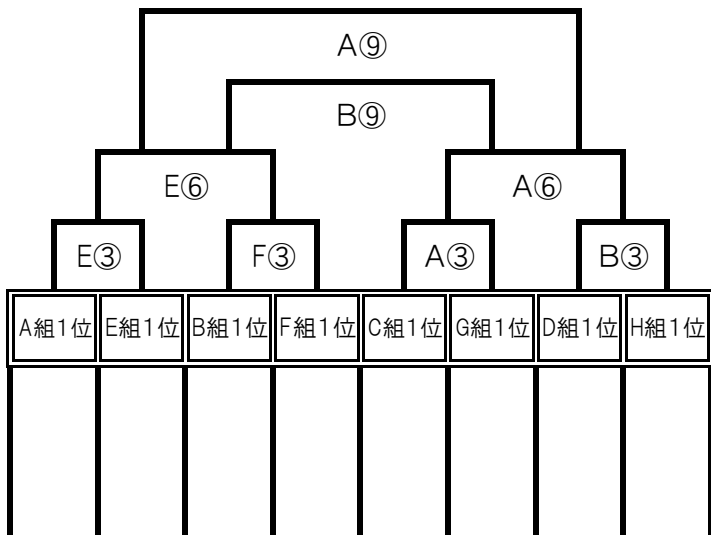 A⑨
B⑨
E⑥ A⑥
E③ F③ A③ B③
A組1位 E組1位 B組1位 F組1位 C組1位 G組1位 D組1位 H組1位